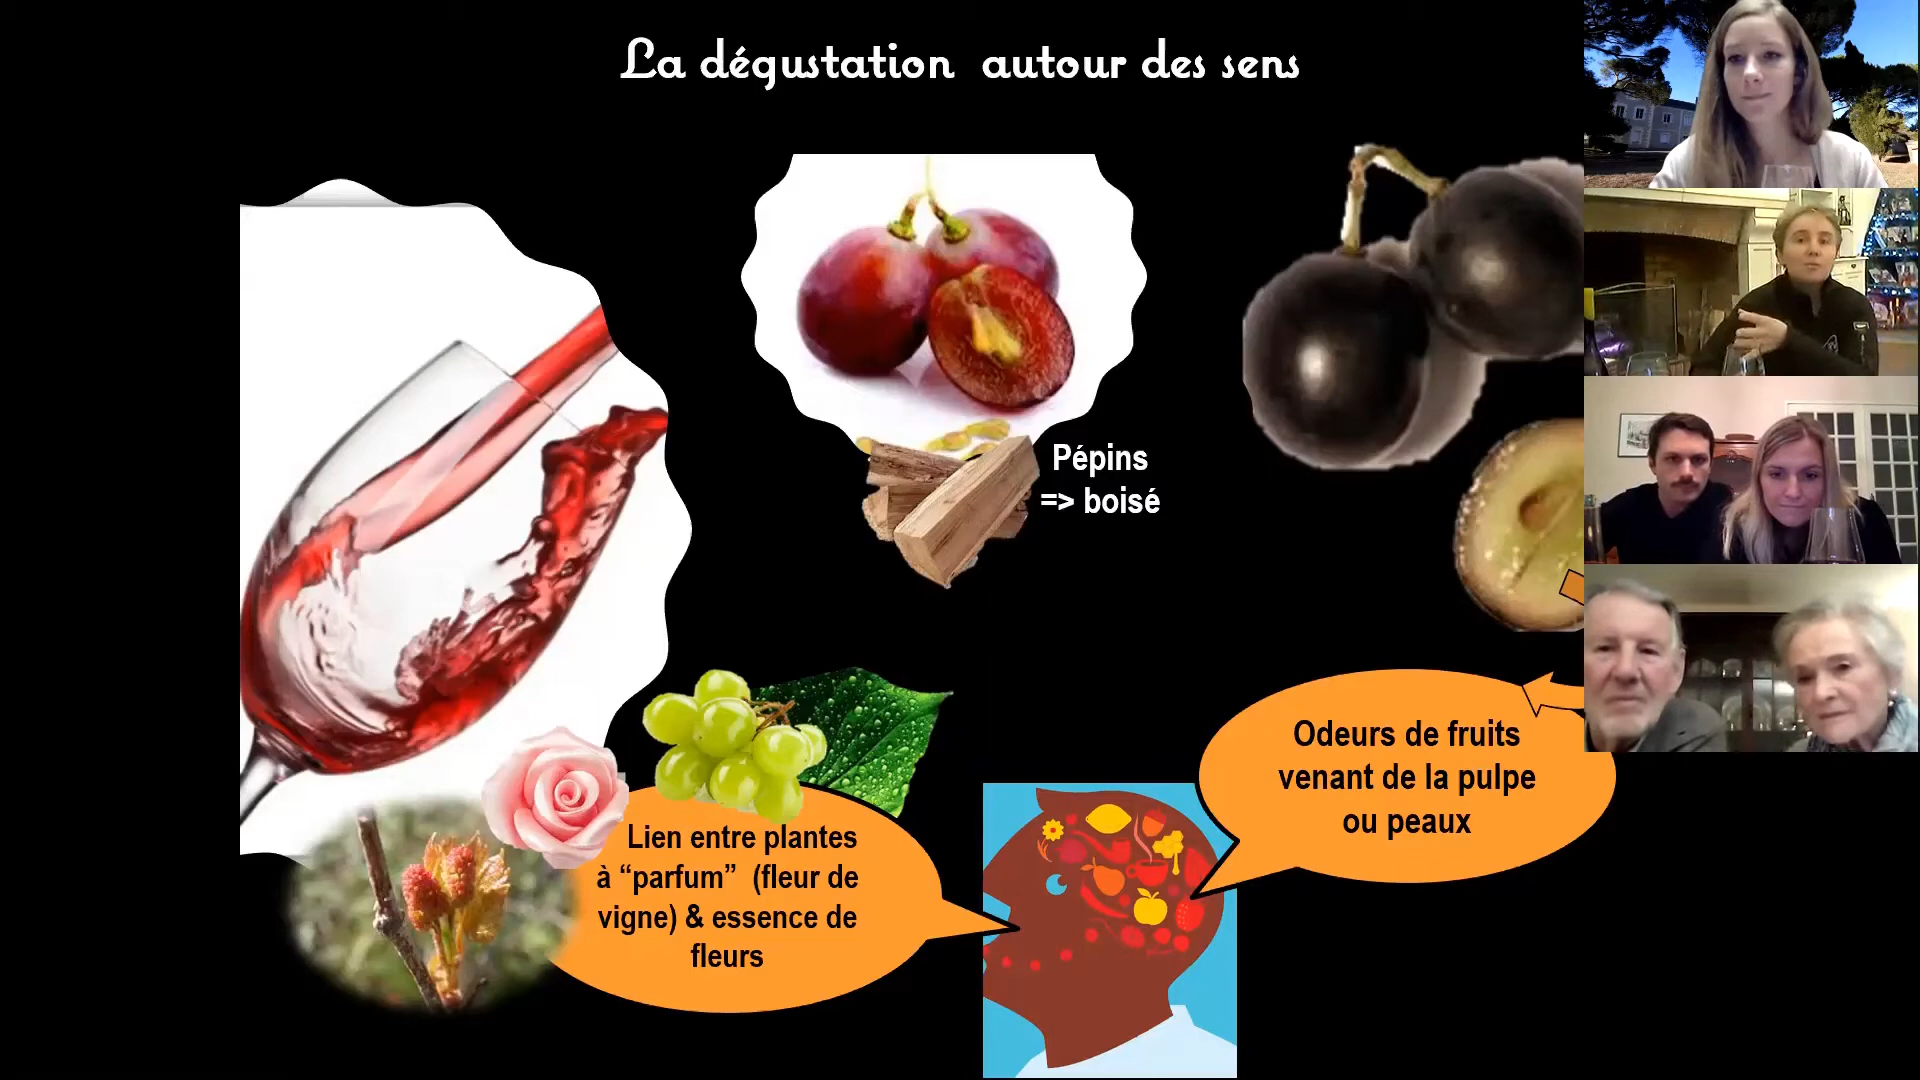 La dégustation autour des sens
Pépins
=> boisé
Odeurs de fruits
venant de la pulpe
ou peaux
Lien entre plantes
à “parfum” (fleur de
vigne) & essence de
fleurs